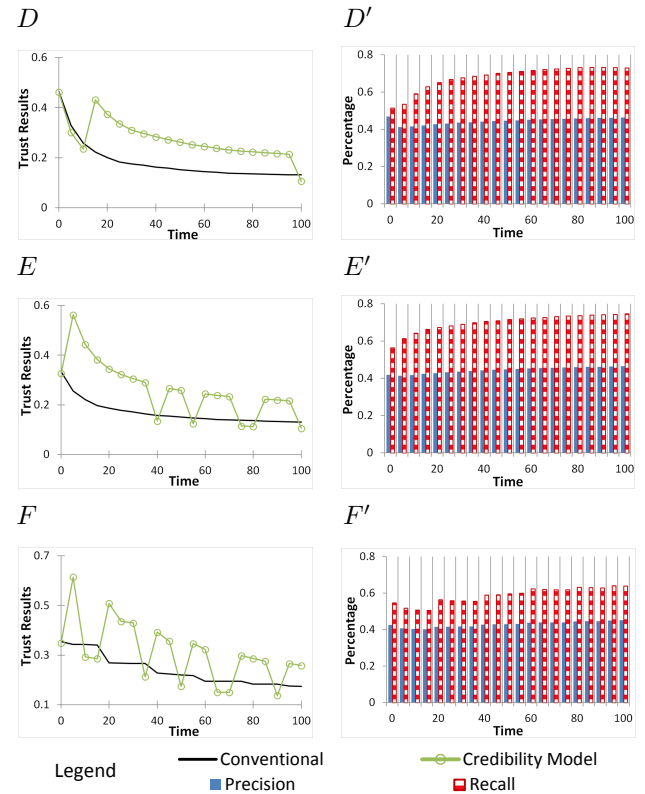 D
D′
0.6
0.4
0.2
0
Trust Results
0 20 40 60 80 100
Time
0.8
0.6
0.4
0.2
0
Percentage
0 20 40 60 80 100
Time
E
E′
0.6
0.4
0.2
0
Trust Results
0 20 40 60 80 100
Time
0.8
0.6
0.4
0.2
0
Percentage
0 20 40 60 80 100
Time
F
F′
0.7
0.5
0.3
0.1
Trust Results
0 20 40 60 80 100
Time
0.8
0.6
0.4
0.2
0
Percentage
0 20 40 60 80 100
Time
Legend
Conventional
Credibility Model
Precision
Recall